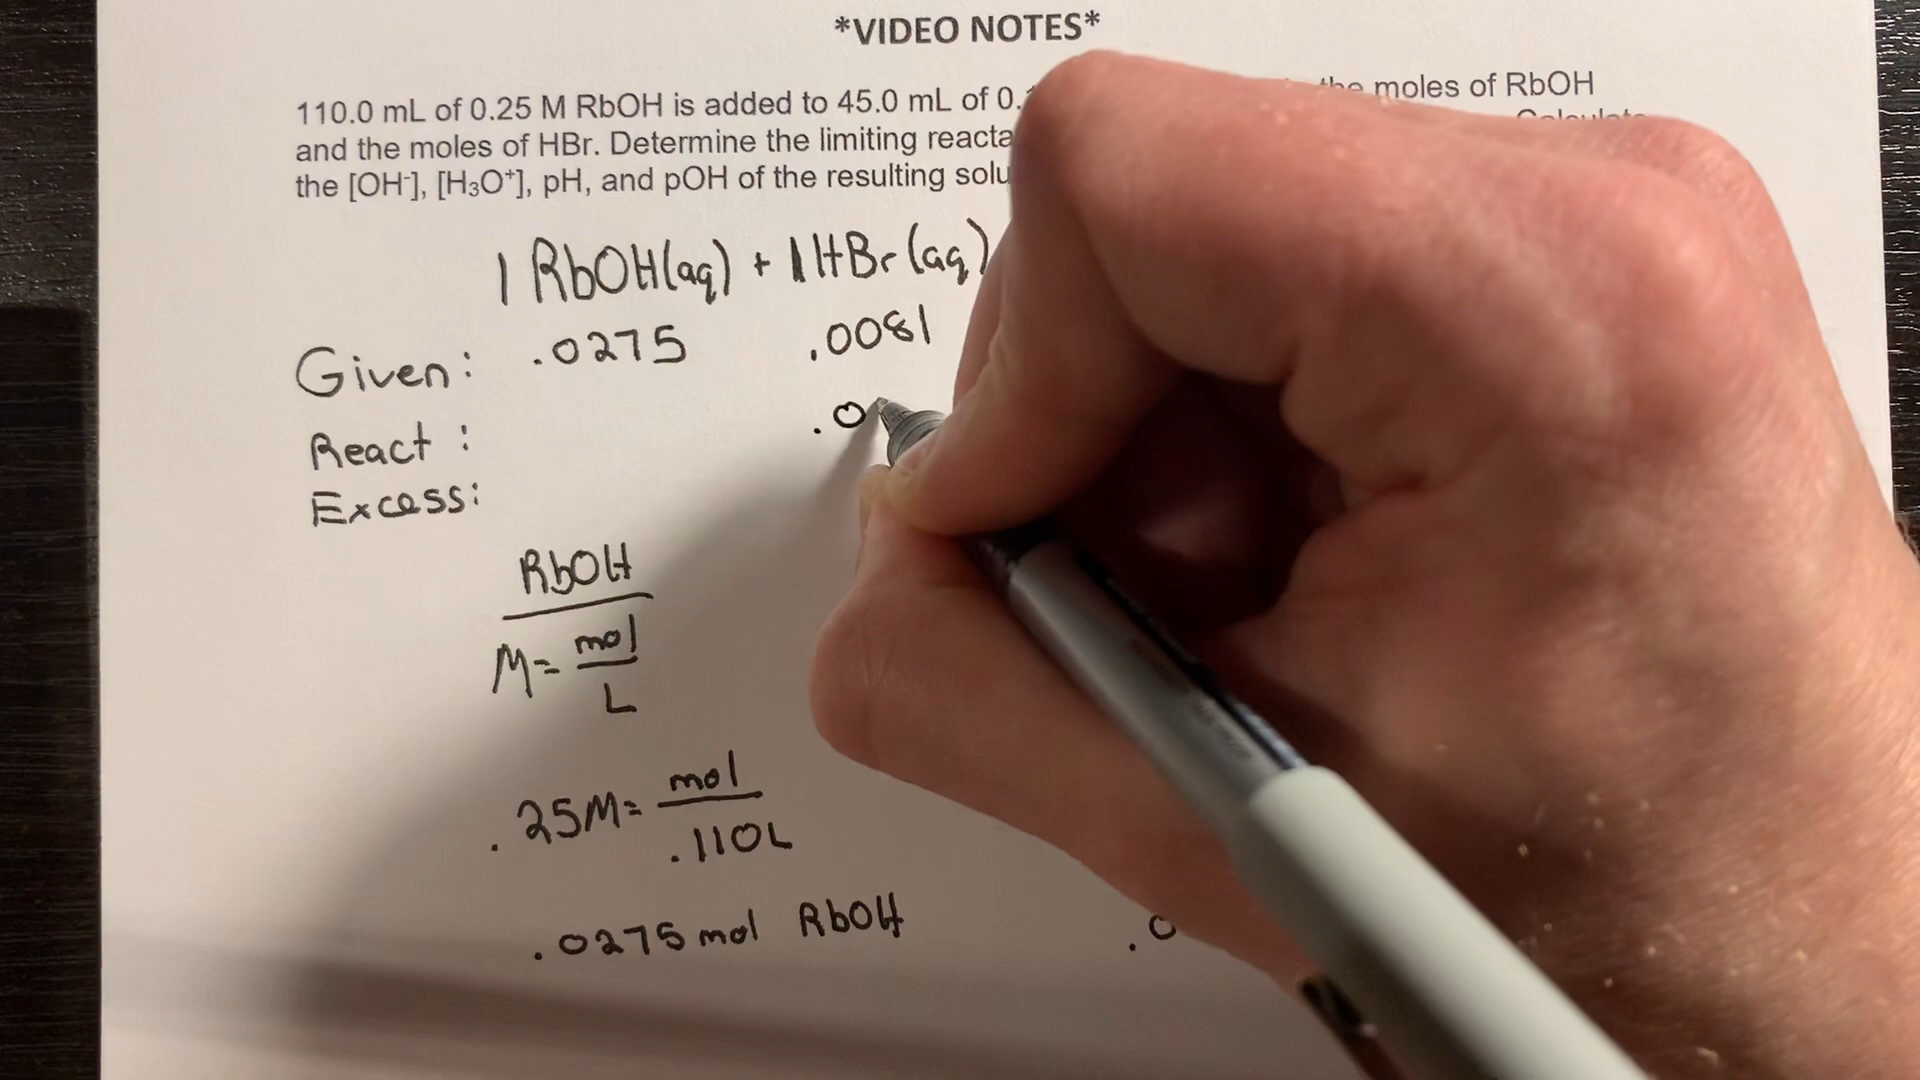 *VIDEO NOTES*
110.0 mL of 0.25 M RbOH is added to 45.0 mL of 0. the moles of RbOH
and the moles of HBr. Determine the limiting Calculate
the [OH-], [H3O+], pH, and pOH of the resulting
1 RbOH(aq) + 1 HBr (aq)
Given: .0275 .0081
React : .0
Excess:
RbOH
M= mol
L
.25M= mol
.110L
.0275 mol RbOH .0